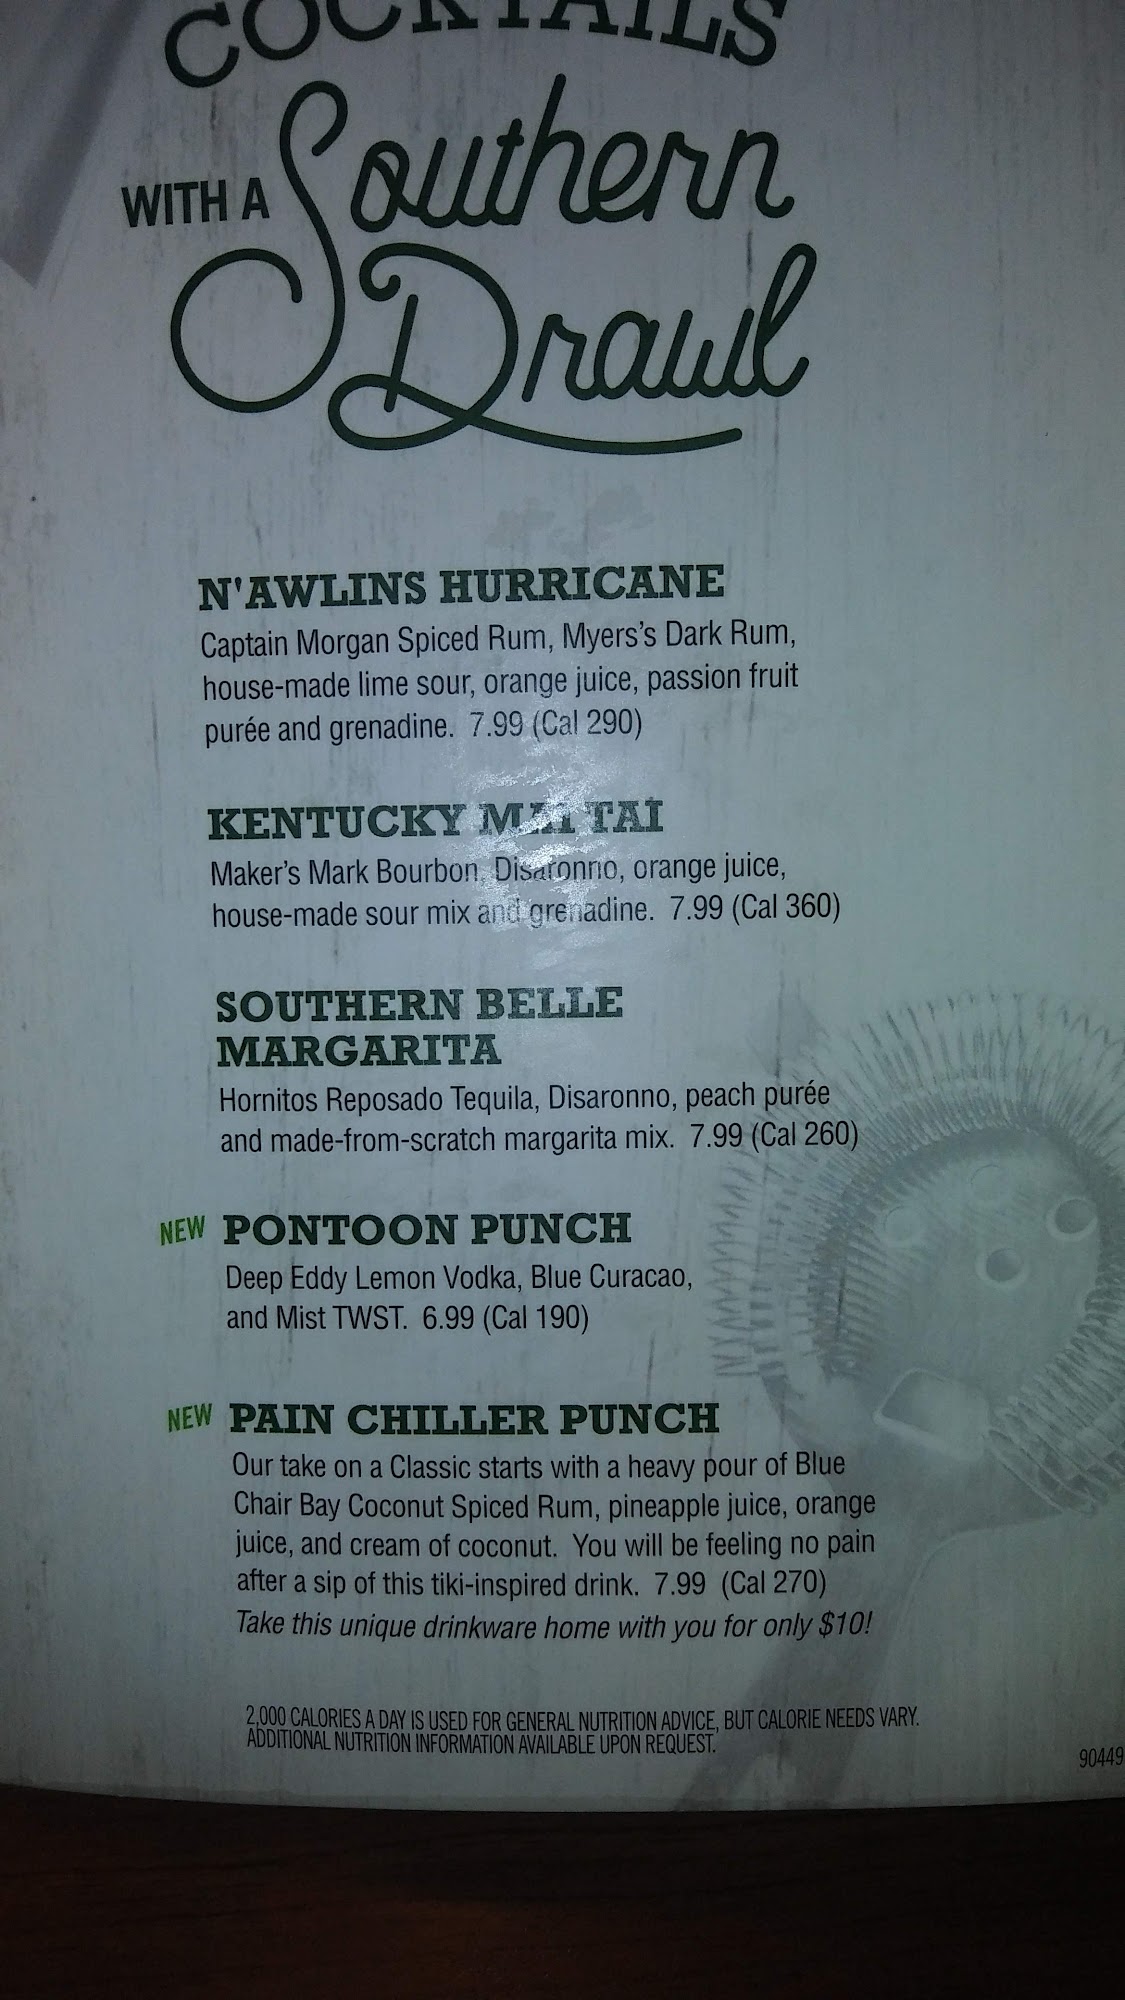 COCKTAILS
WITH A Southern
Drawl
N'AWLINS HURRICANE
Captain Morgan Spiced Rum, Myers's Dark Rum,
house-made lime sour, orange juice, passion fruit
purée and grenadine. 7.99 (Cal 290)
KENTUCKY MAI TAI
Maker's Mark Bourbon, Disaronno, orange juice,
house-made sour mix and grenadine. 7.99 (Cal 360)
SOUTHERN BELLE
MARGARITA
Hornitos Reposado Tequila, Disaronno, peach purée
and made-from-scratch margarita mix. 7.99 (Cal 260)
NEW PONTOON PUNCH
Deep Eddy Lemon Vodka, Blue Curacao,
and Mist TWST. 6.99 (Cal 190)
NEW PAIN CHILLER PUNCH
Our take on a Classic starts with a heavy pour of Blue
Chair Bay Coconut Spiced Rum, pineapple juice, orange
juice, and cream of coconut. You will be feeling no pain
after a sip of this tiki-inspired drink. 7.99 (Cal 270)
Take this unique drinkware home with you for only $10!
2,000 CALORIES A DAY IS USED FOR GENERAL NUTRITION ADVICE, BUT CALORIE NEEDS VARY.
ADDITIONAL NUTRITION INFORMATION AVAILABLE UPON REQUEST.
90449